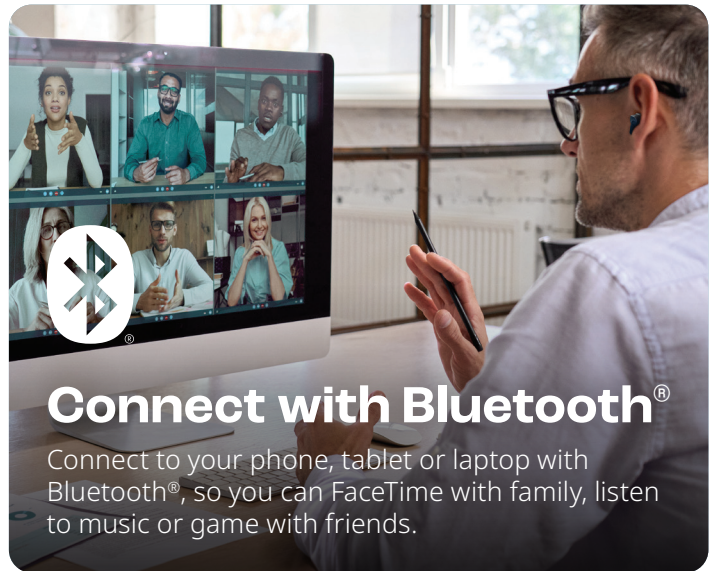 ®
Connect with Bluetooth®
Connect to your phone, tablet or laptop with
Bluetooth®, so you can FaceTime with family, listen
to music or game with friends.